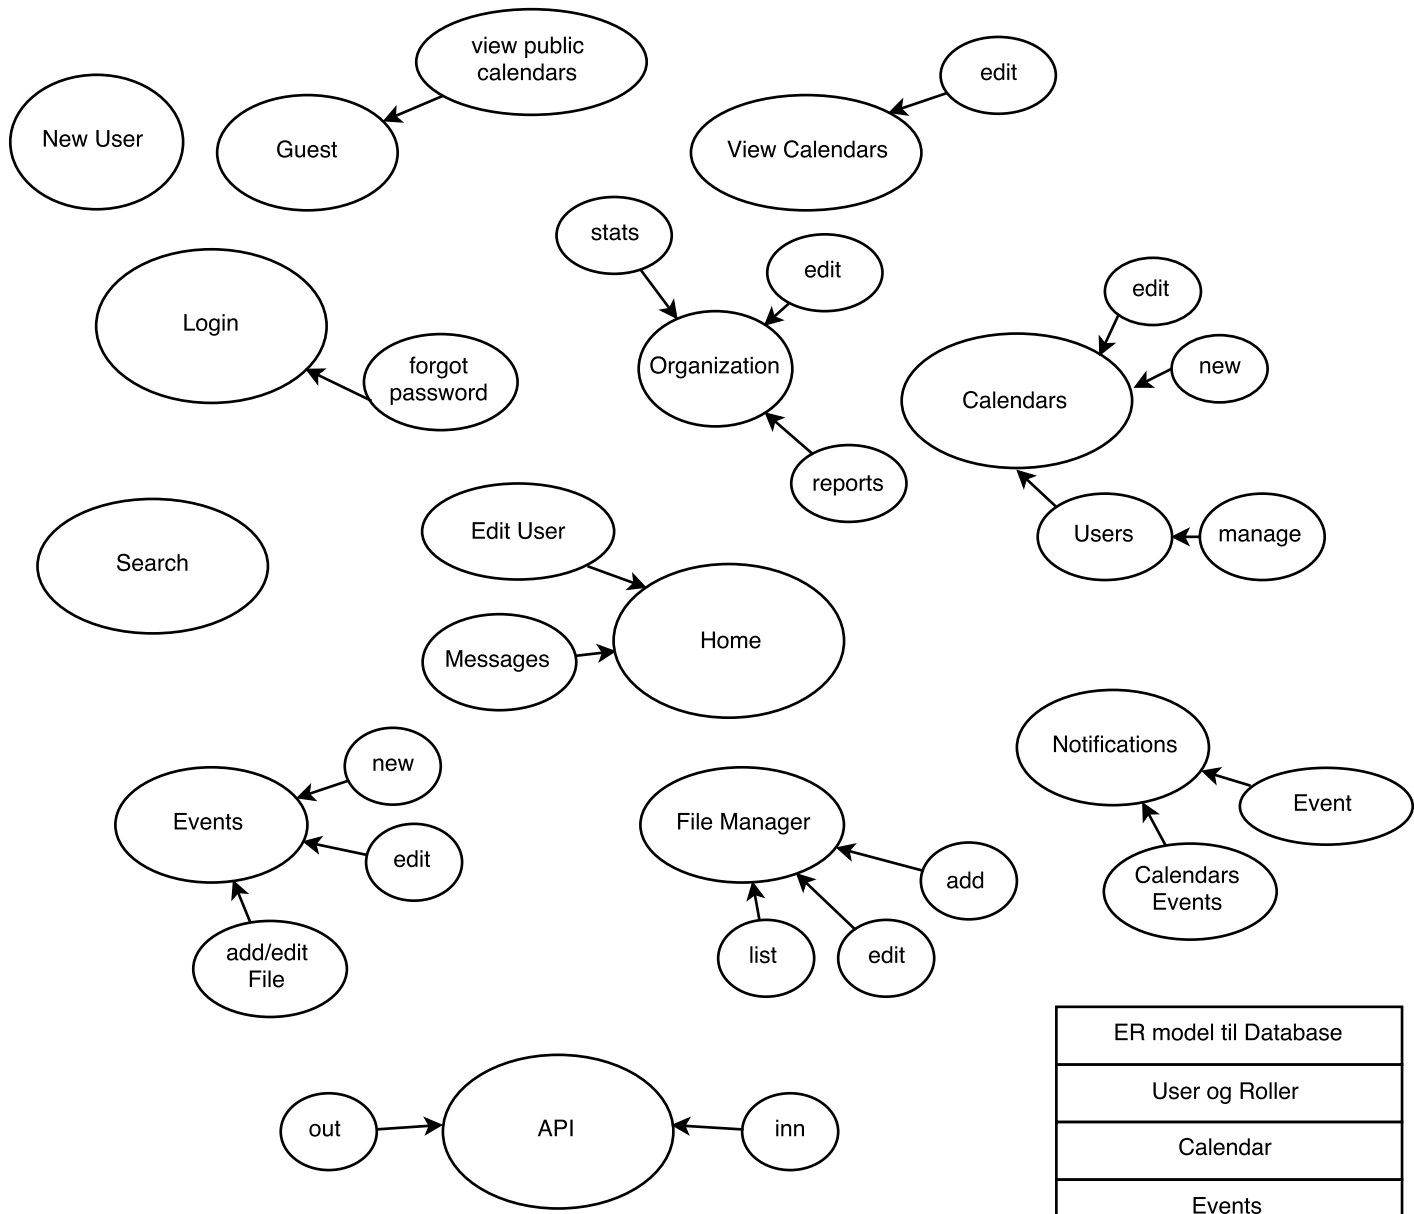 view public
calendars
edit
New User
Guest
View Calendars
stats
edit
edit
Login
forgot
password
Organization
new
Calendars
reports
Edit User
Users
manage
Search
Messages
Home
Notifications
new
Events
File Manager
Event
edit
add
Calendars
Events
add/edit
File
list
edit
ER model til Database
User og Roller
out
API
inn
Calendar
Events